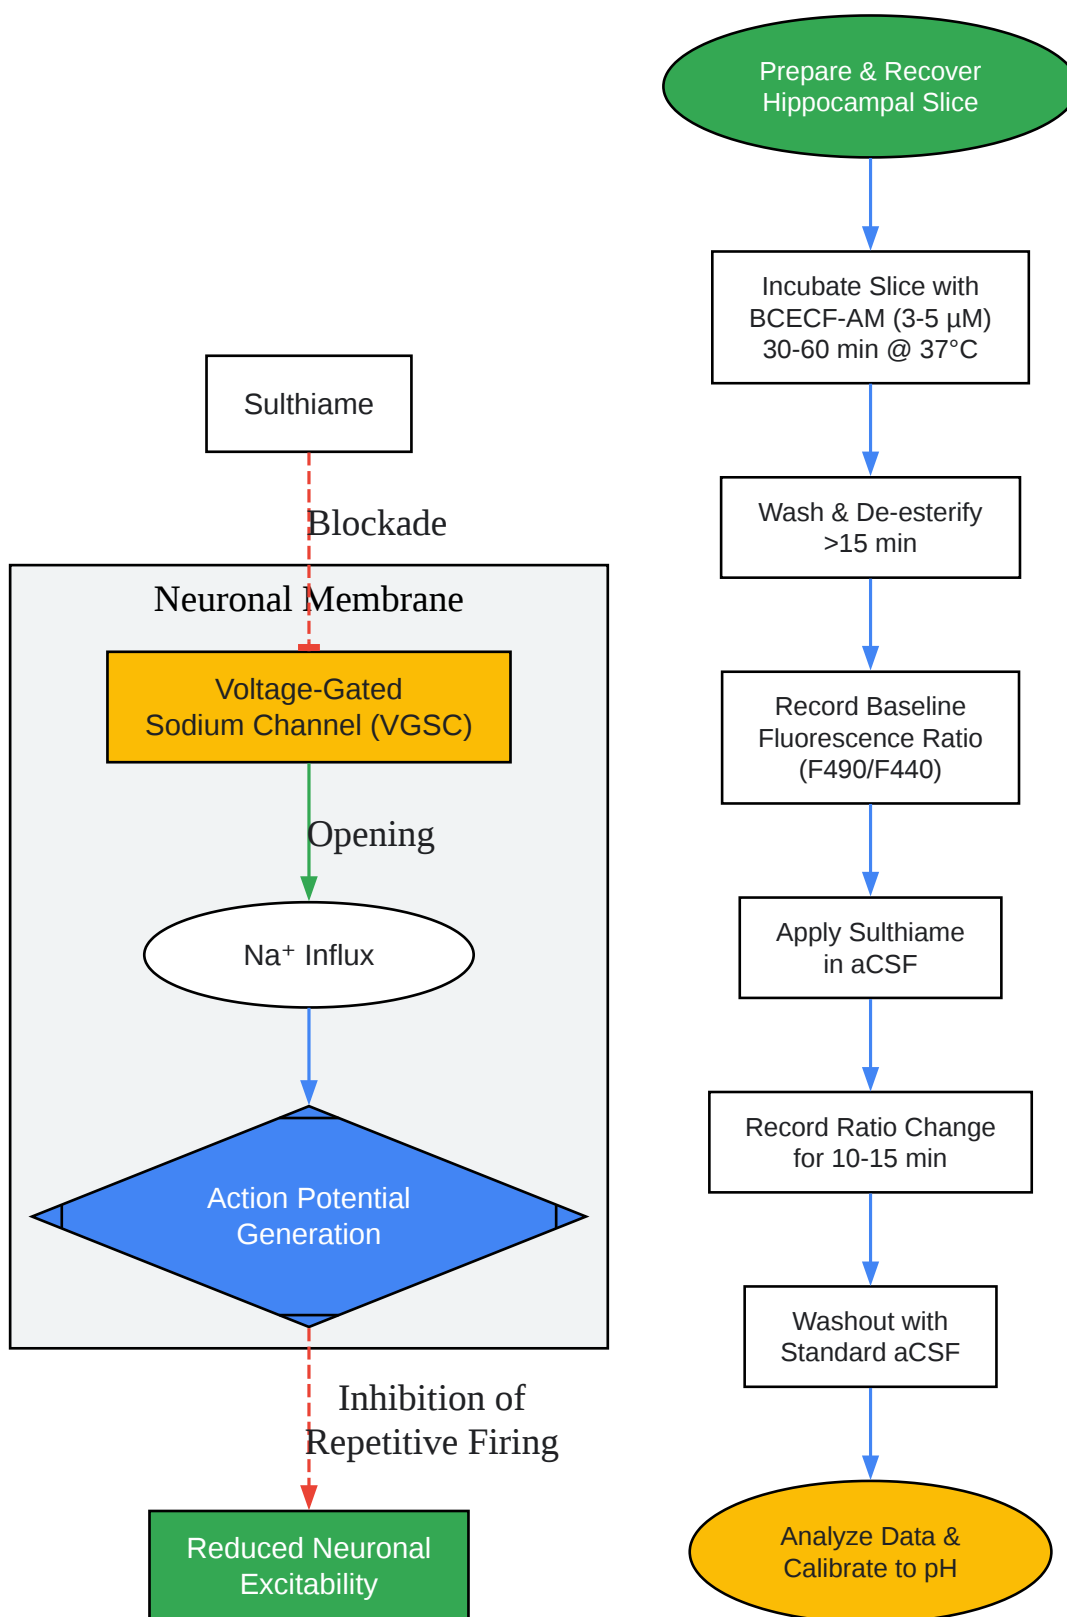 Sulthiame
Blockade
Neuronal Membrane
Voltage-Gated
Sodium Channel (VGSC)
Opening
Na⁺ Influx
Action Potential
Generation
Inhibition of
Repetitive Firing
Reduced Neuronal
Excitability
Prepare & Recover
Hippocampal Slice
Incubate Slice with
BCECF-AM (3-5 µM)
30-60 min @ 37°C
Wash & De-esterify
>15 min
Record Baseline
Fluorescence Ratio
(F490/F440)
Apply Sulthiame
in aCSF
Record Ratio Change
for 10-15 min
Washout with
Standard aCSF
Analyze Data &
Calibrate to pH